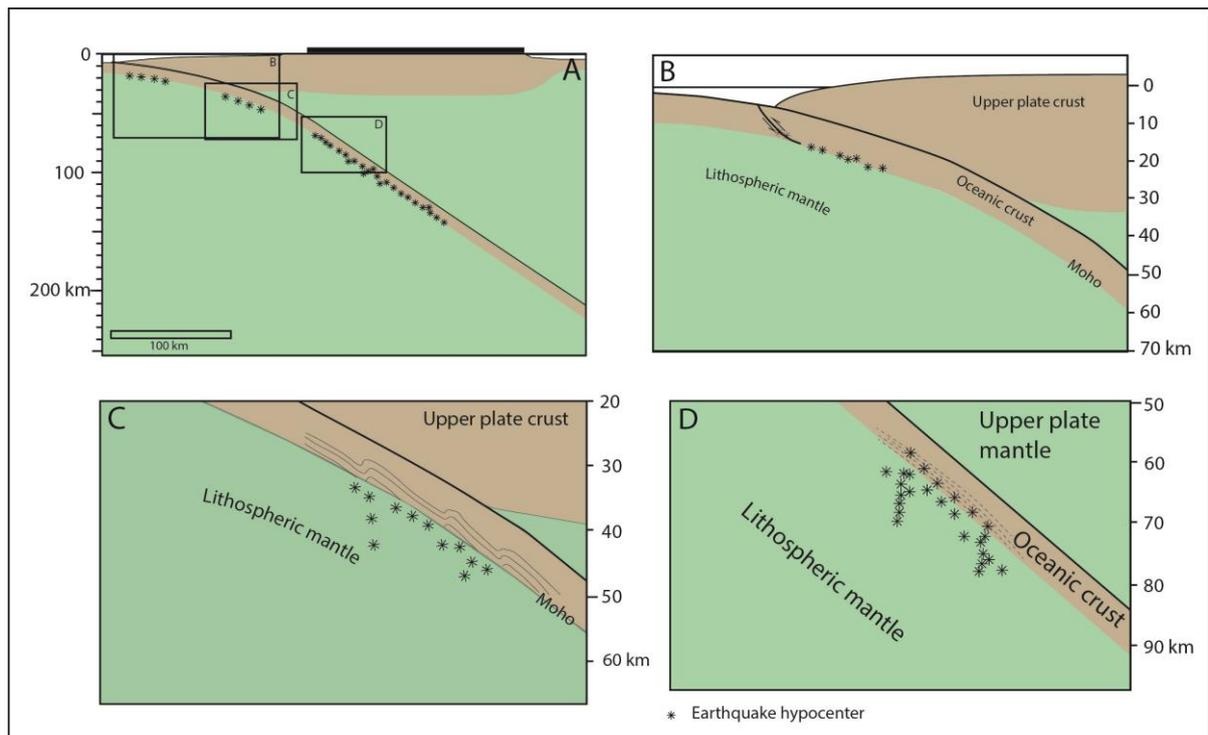 0
100
200 km
100 km
A
B
C
D
B
Upper plate crust
Oceanic crust
Lithospheric mantle
Moho
0
10
20
30
40
50
60
70 km
C
Upper plate crust
Lithospheric mantle
Moho
20
30
40
50
60 km
D
Upper plate
mantle
Lithospheric mantle
Oceanic crust
50
60
70
80
90 km
Earthquake hypocenter